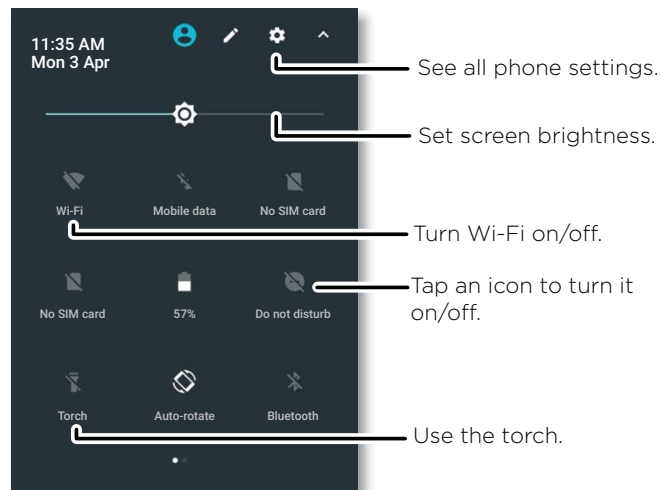 11:35 AM
Mon 3 Apr
See all phone settings.
Set screen brightness.
Wi-Fi
Mobile data
No SIM card
Turn Wi-Fi on/off.
Tap an icon to turn it
on/off.
No SIM card
57%
Do not disturb
Torch
Auto-rotate
Bluetooth
Use the torch.